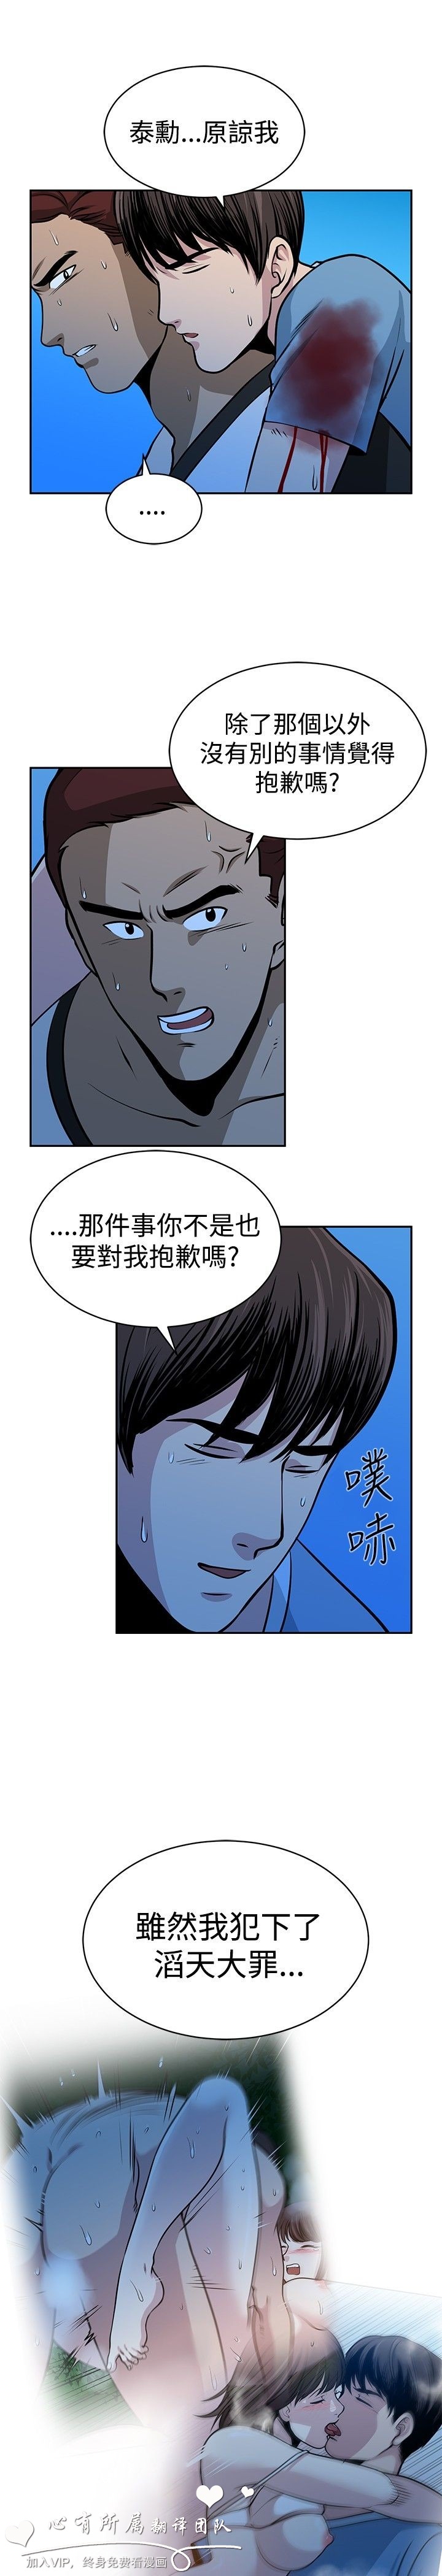 泰勳...原諒我
....
除了那個以外
沒有別的事情覺得
抱歉嗎?
....那件事你不是也
要對我抱歉嗎?
噗
哧
雖然我犯下了
滔天大罪...
心有所属翻译团队
加入VIP，终身免费看漫画